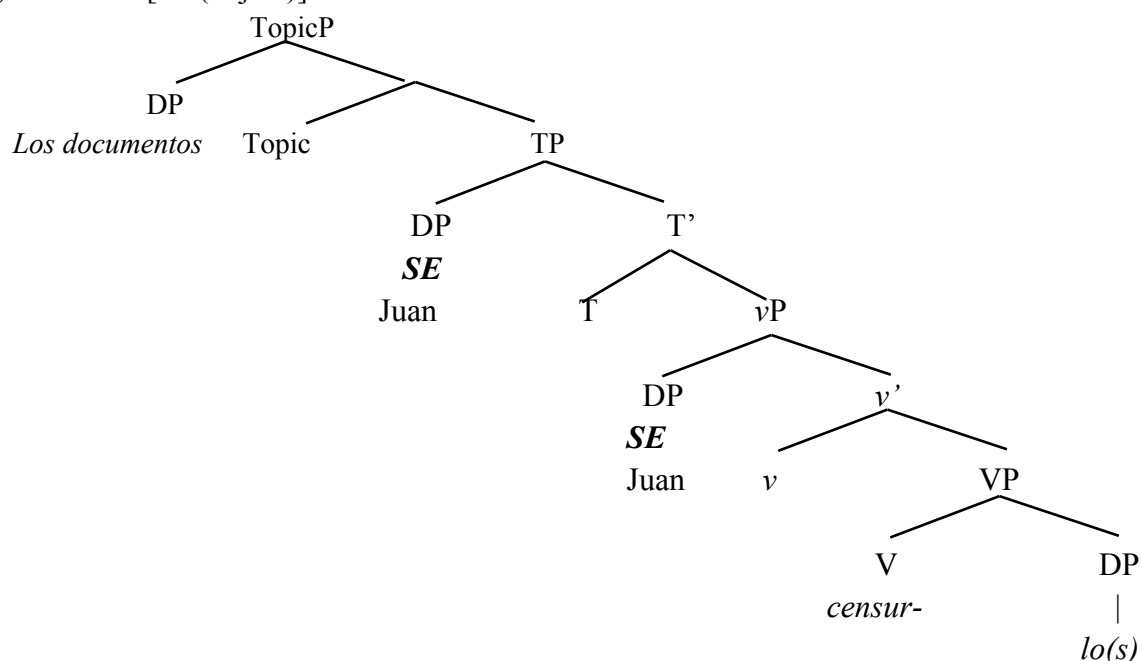 TopicP
DP
Los documentos Topic TP
DP T’
SE
Juan T vP
DP v’
SE
Juan v VP
V DP
censur- |
lo(s)